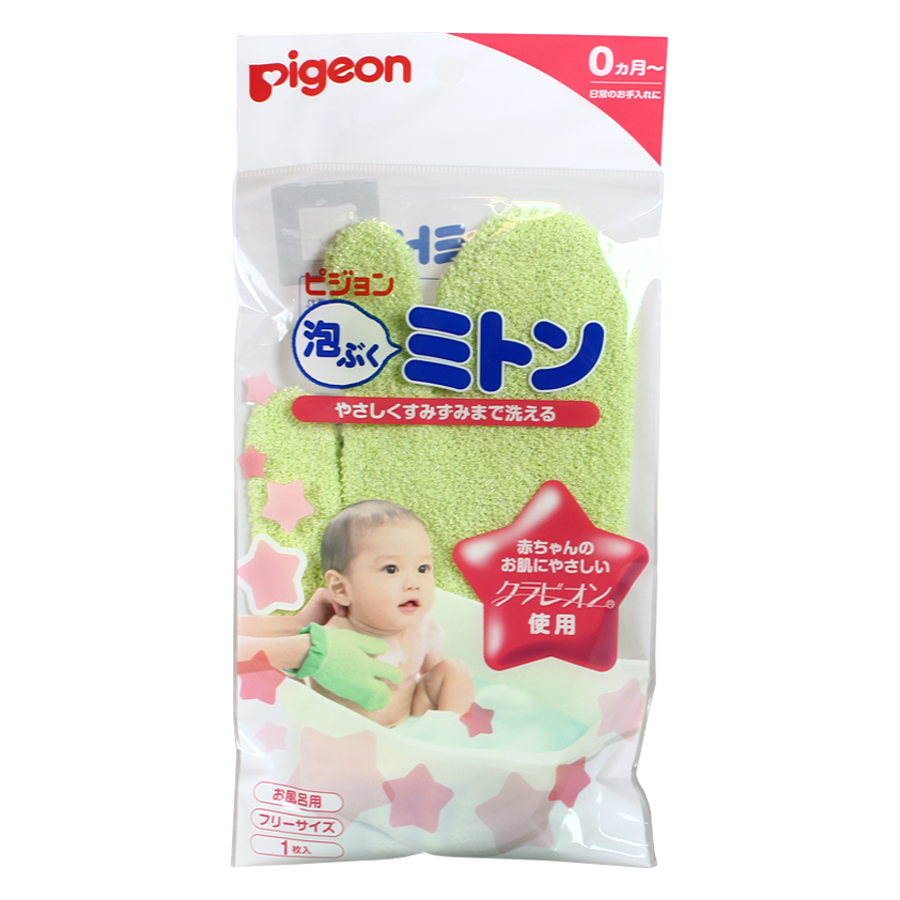 Pigeon
0ヵ月〜
日常のお手入れに
ピジョン
泡ぶく
ミトン
やさしくすみずみまで洗える
赤ちゃんの
お肌にやさしい
クラビーオン®
使用
お風呂用
フリーサイズ
1枚入